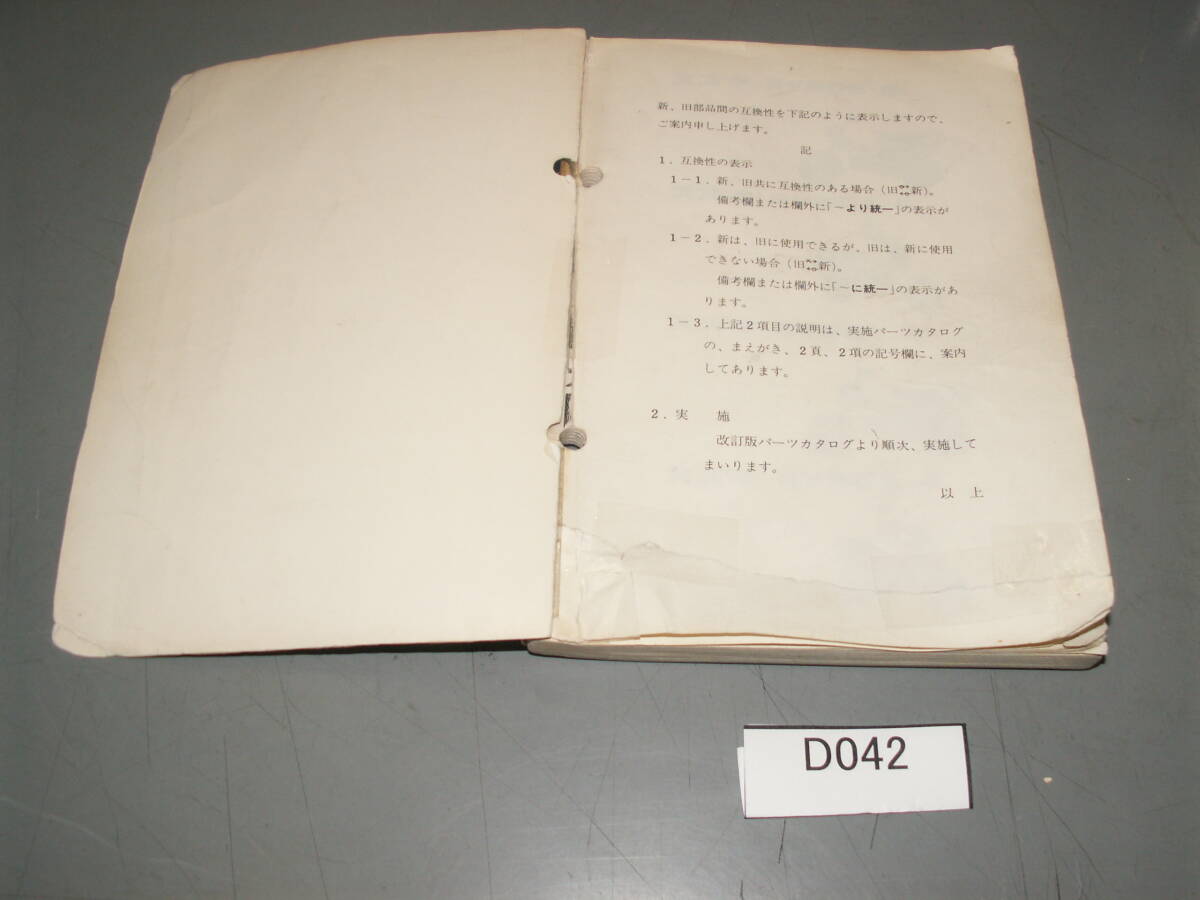 新、旧部品間の互換性を下記のように表示しますので、
ご案内申し上げます。
記
1．互換性の表示
1－1．新、旧共に互換性のある場合（旧 新）。
備考欄または欄外に「～より統一」の表示が
あります。
1－2．新は、旧に使用できるが、旧は、新に使用
できない場合（旧 新）。
備考欄または欄外に「～に統一」の表示があ
ります。
1－3．上記2項目の説明は、実施パーツカタログ
の、まえがき、2頁、2項の記号欄に、案内
してあります。
2．実　施
改訂版パーツカタログより順次、実施して
まいります。
以　上
D042